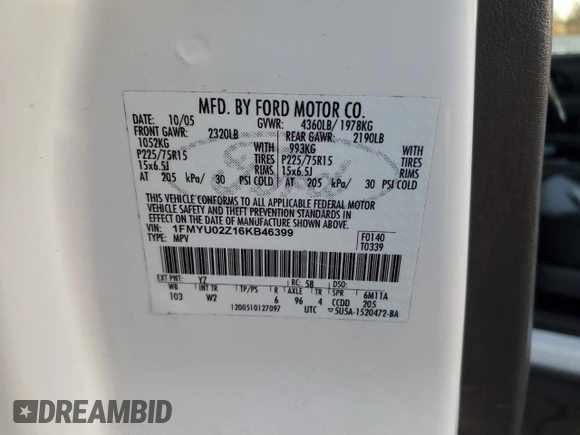 MFD. BY FORD MOTOR CO.
DATE: 10/05 GVWR: 4360LB/ 1978KG
FRONT GAWR: 2320LB REAR GAWR: 2190LB
1052KG WITH 993KG WITH
P225/75R15 TIRES P225/75R15 TIRES
15x6.5J RIMS 15x6.5J RIMS
AT 205 kPa/ 30 PSI COLD AT 205 kPa/ 30 PSI COLD
Ford
THIS VEHICLE CONFORMS TO ALL APPLICABLE FEDERAL MOTOR
VEHICLE SAFETY AND THEFT PREVENTION STANDARDS IN
EFFECT ON THE DATE OF MANUFACTURE SHOWN ABOVE.
VIN: 1FMYU02Z16KB46399 F0140
TYPE: MPV T0339
EXT PNT: Y7 RC: 58 DSO:
WB INT TR TP/PS R AXLE TR SPR 6M11A
103 W2 6 96 4 CCDD 205
1200510127097 UTC ▽5U5A-1520472-BA
DREAMBID
DREAMBID.COM